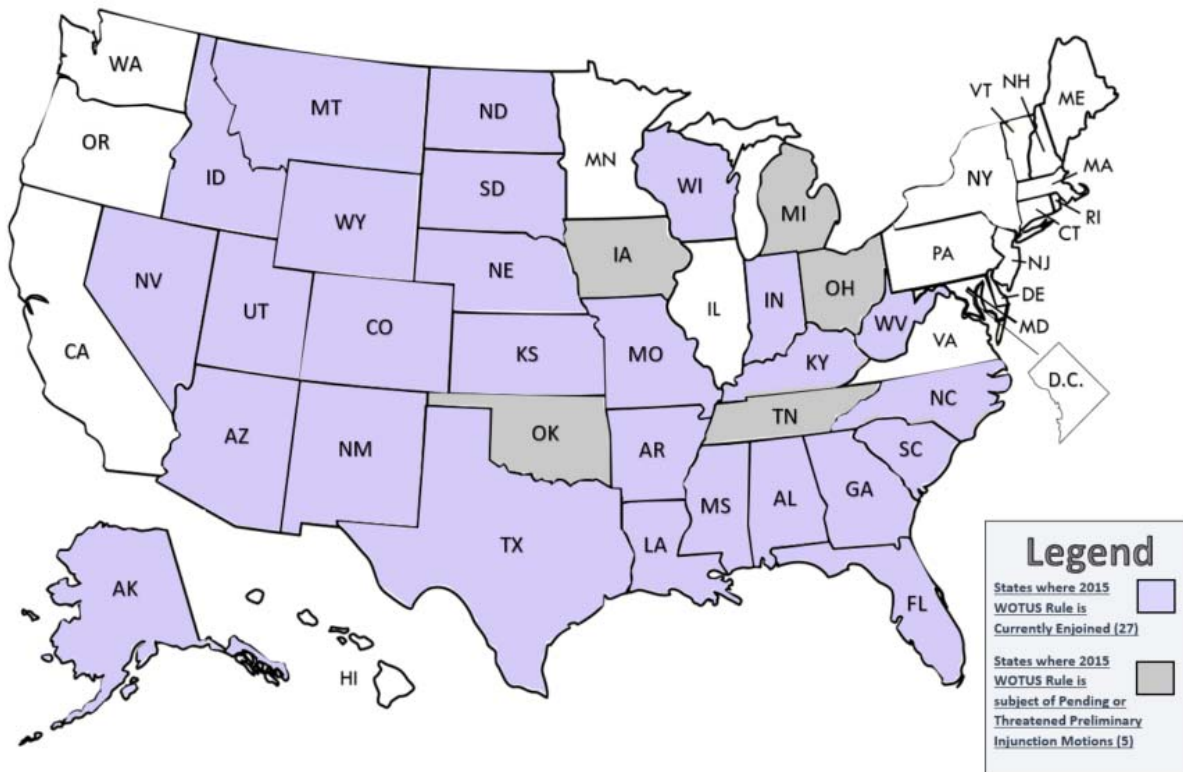 WA
MT
ND
MN
VT
NH
ME
OR
ID
SD
WI
MI
NY
MA
WY
RI
CT
IA
NE
PA
NJ
NV
UT
CO
IL
IN
OH
DE
MD
WV
VA
CA
KS
MO
KY
D.C.
NC
TN
AZ
NM
OK
AR
SC
MS
AL
GA
TX
LA
FL
AK
HI
Legend
States where 2015
WOTUS Rule is
Currently Enjoined (27)
States where 2015
WOTUS Rule is
subject of Pending or
Threatened Preliminary
Injunction Motions (5)